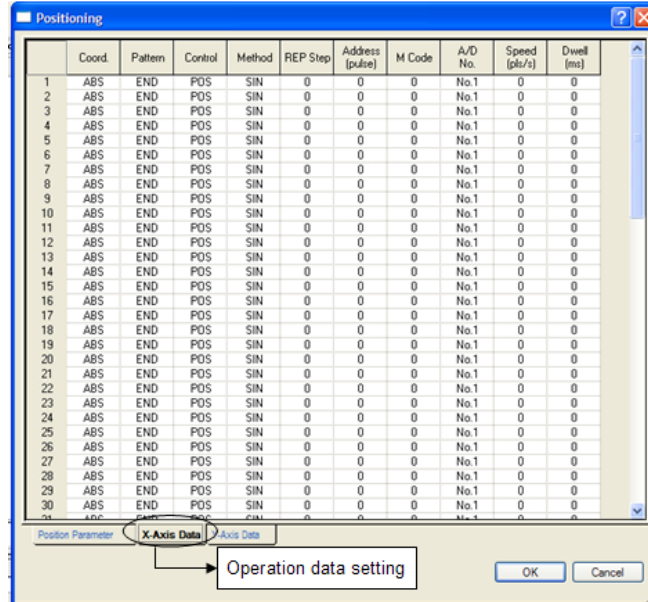 Positioning
Coord. Pattern Control Method REP Step Address (pulse) M Code A/D No. Speed (pls/s) Dwell (ms)
1 ABS END POS SIN 0 0 0 No.1 0 0
2 ABS END POS SIN 0 0 0 No.1 0 0
3 ABS END POS SIN 0 0 0 No.1 0 0
4 ABS END POS SIN 0 0 0 No.1 0 0
5 ABS END POS SIN 0 0 0 No.1 0 0
6 ABS END POS SIN 0 0 0 No.1 0 0
7 ABS END POS SIN 0 0 0 No.1 0 0
8 ABS END POS SIN 0 0 0 No.1 0 0
9 ABS END POS SIN 0 0 0 No.1 0 0
10 ABS END POS SIN 0 0 0 No.1 0 0
11 ABS END POS SIN 0 0 0 No.1 0 0
12 ABS END POS SIN 0 0 0 No.1 0 0
13 ABS END POS SIN 0 0 0 No.1 0 0
14 ABS END POS SIN 0 0 0 No.1 0 0
15 ABS END POS SIN 0 0 0 No.1 0 0
16 ABS END POS SIN 0 0 0 No.1 0 0
17 ABS END POS SIN 0 0 0 No.1 0 0
18 ABS END POS SIN 0 0 0 No.1 0 0
19 ABS END POS SIN 0 0 0 No.1 0 0
20 ABS END POS SIN 0 0 0 No.1 0 0
21 ABS END POS SIN 0 0 0 No.1 0 0
22 ABS END POS SIN 0 0 0 No.1 0 0
23 ABS END POS SIN 0 0 0 No.1 0 0
24 ABS END POS SIN 0 0 0 No.1 0 0
25 ABS END POS SIN 0 0 0 No.1 0 0
26 ABS END POS SIN 0 0 0 No.1 0 0
27 ABS END POS SIN 0 0 0 No.1 0 0
28 ABS END POS SIN 0 0 0 No.1 0 0
29 ABS END POS SIN 0 0 0 No.1 0 0
30 ABS END POS SIN 0 0 0 No.1 0 0
Position Parameter X-Axis Data Axis Data
Operation data setting
OK Cancel